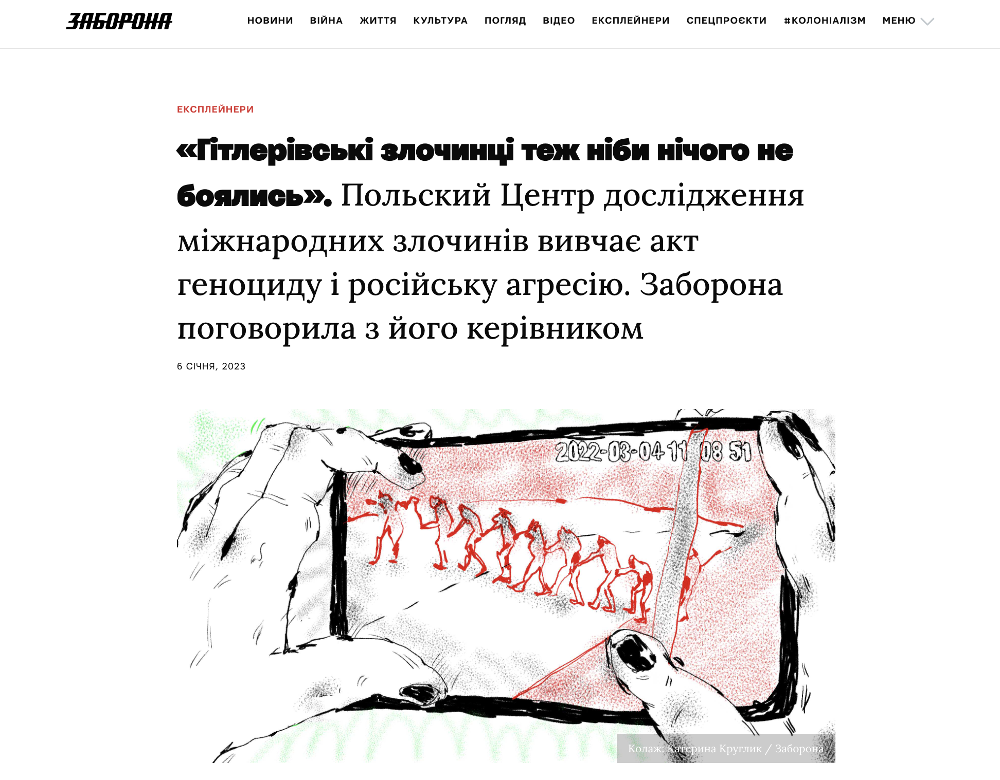 ЗАБОРОНА
НОВИНИ ВІЙНА ЖИТТЯ КУЛЬТУРА ПОГЛЯД ВІДЕО ЕКСПЛЕЙНЕРИ СПЕЦПРОЄКТИ #КОЛОНІАЛІЗМ МЕНЮ
ЕКСПЛЕЙНЕРИ
«Гітлерівські злочинці теж ніби нічого не
боялись». Польский Центр дослідження
міжнародних злочинів вивчає акт
геноциду і російську агресію. Заборона
поговорила з його керівником
6 СІЧНЯ, 2023
2022-03-04 11 08 51
Колаж: Катерина Круглик / Заборона